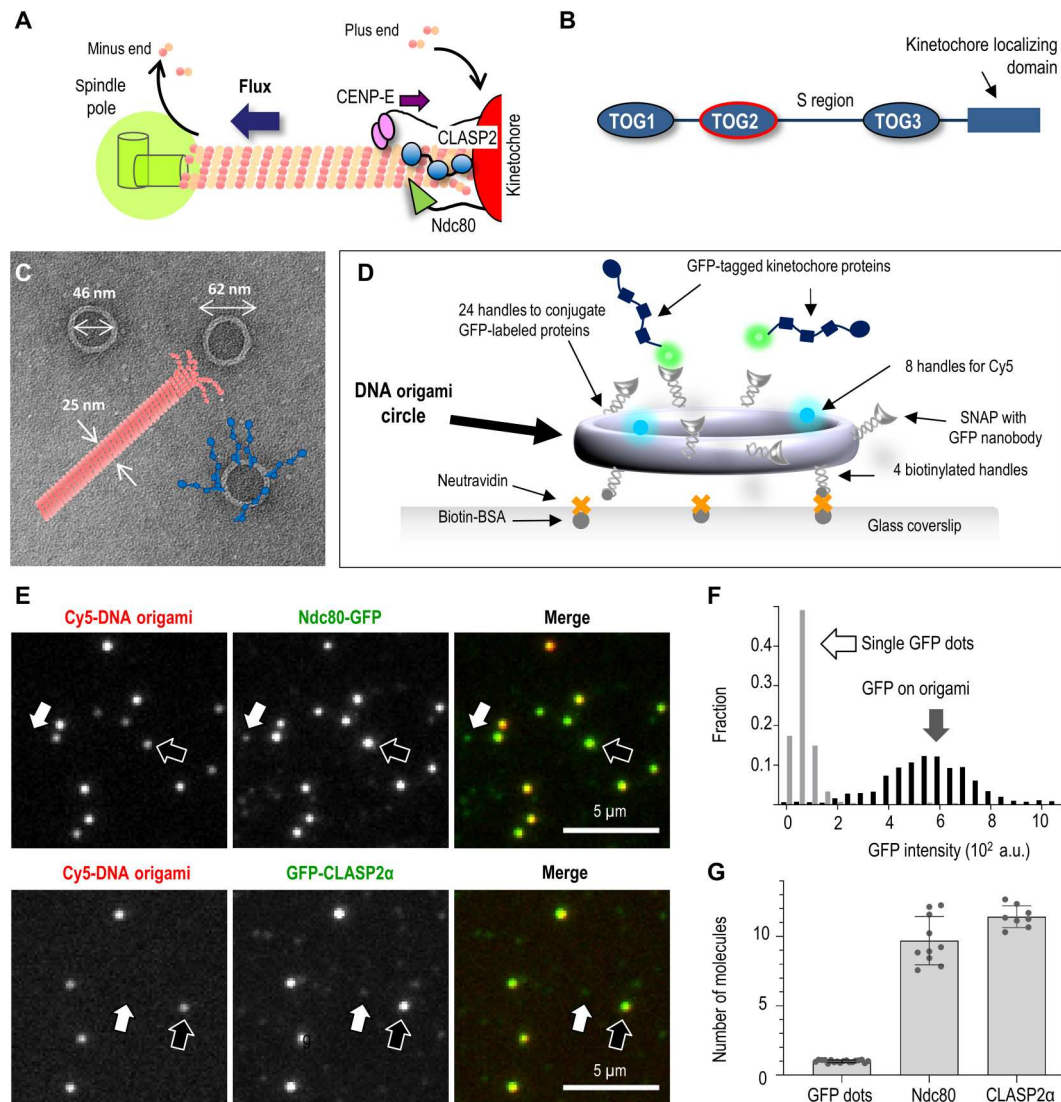 A
Minus end
Spindle
pole
Flux
Plus end
CENP-E
CLASP2
Kinetochore
Ndc80
B
Kinetochore localizing
domain
S region
TOG1
TOG2
TOG3
C
46 nm
62 nm
25 nm
D
GFP-tagged kinetochore proteins
24 handles to conjugate
GFP-labeled proteins
8 handles for Cy5
DNA origami
circle
SNAP with
GFP nanobody
4 biotinylated handles
Neutravidin
Biotin-BSA
Glass coverslip
E
Cy5-DNA origami
Ndc80-GFP
Merge
5 µm
Cy5-DNA origami
GFP-CLASP2α
Merge
g
5 µm
F
0.4
0.3
0.2
0.1
Fraction
Single GFP dots
GFP on origami
0 2 4 6 8 10
GFP intensity (10² a.u.)
G
10
5
0
Number of molecules
GFP dots Ndc80 CLASP2α